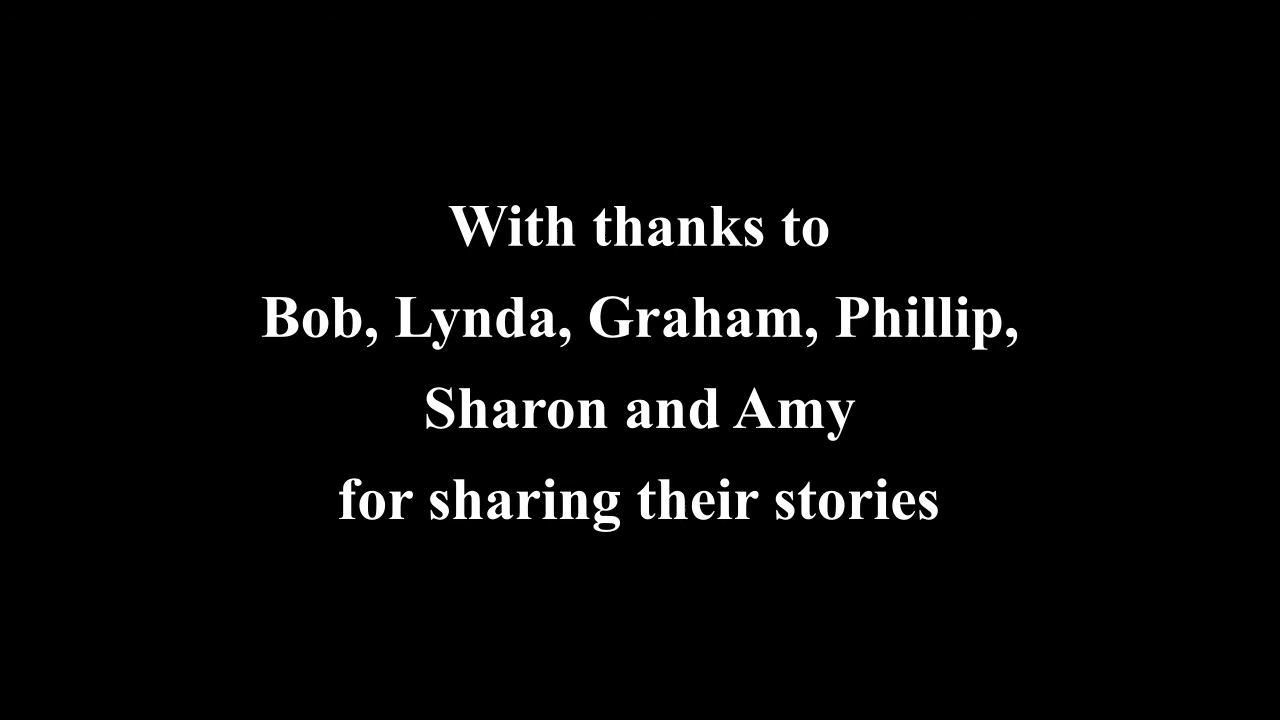 With thanks to
Bob, Lynda, Graham, Phillip,
Sharon and Amy
for sharing their stories